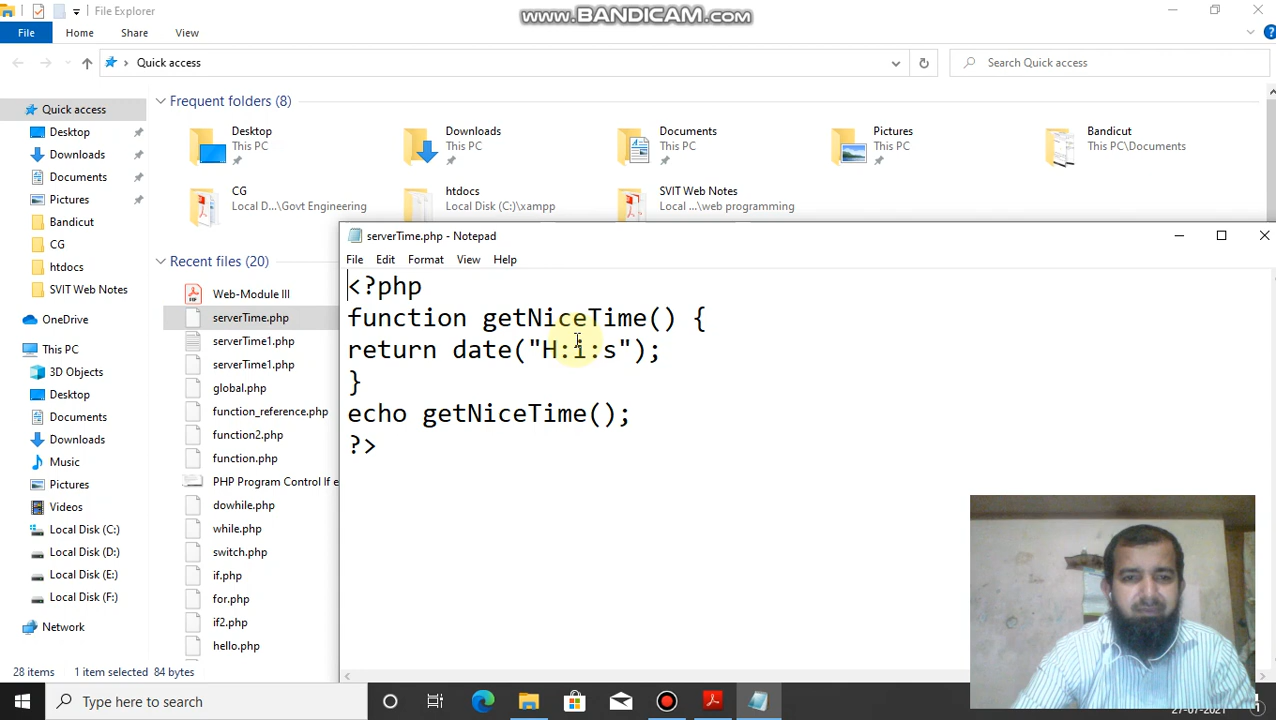 File Explorer
www.BANDICAM.com
File
Home
Share
View
Quick access
Search Quick access
Quick access
Desktop
Downloads
Documents
Pictures
Bandicut
CG
htdocs
SVIT Web Notes
OneDrive
This PC
3D Objects
Desktop
Documents
Downloads
Music
Pictures
Videos
Local Disk (C:)
Local Disk (D:)
Local Disk (E:)
Local Disk (F:)
Network
Frequent folders (8)
Desktop
This PC
Downloads
This PC
Documents
This PC
Pictures
This PC
Bandicut
This PC\Documents
CG
Local D...\Govt Engineering
htdocs
Local Disk (C:)\xampp
SVIT Web Notes
Local ...\web programming
Recent files (20)
Web-Module III
serverTime.php
serverTime1.php
serverTime1.php
global.php
function_reference.php
function2.php
function.php
PHP Program Control If e
dowhile.php
while.php
switch.php
if.php
for.php
if2.php
hello.php
serverTime.php - Notepad
File
Edit
Format
View
Help
<?php
function getNiceTime() {
return date("H:i:s");
}
echo getNiceTime();
?>
28 items
1 item selected 84 bytes
Type here to search
27-07-2021